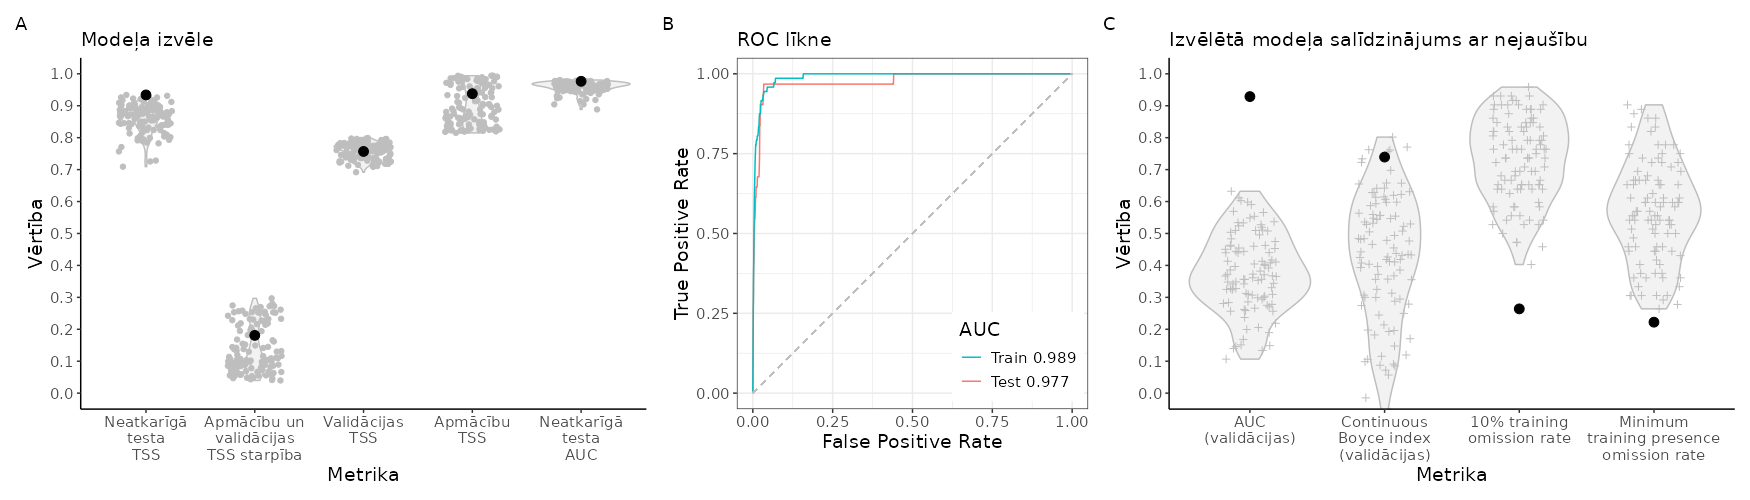 A
Modeļa izvēle
Vērtība
1.0
0.9
0.8
0.7
0.6
0.5
0.4
0.3
0.2
0.1
0.0
Neatkarīgā
testa
TSS
Apmācību un
validācijas
TSS starpība
Validācijas
TSS
Apmācību
TSS
Neatkarīgā
testa
AUC
Metrika
B
ROC līkne
True Positive Rate
1.00
0.75
0.50
0.25
0.00
AUC
Train 0.989
Test 0.977
0.00
0.25
0.50
0.75
1.00
False Positive Rate
C
Izvēlētā modeļa salīdzinājums ar nejaušību
Vērtība
1.0
0.9
0.8
0.7
0.6
0.5
0.4
0.3
0.2
0.1
0.0
AUC
(validācijas)
Continuous
Boyce index
(validācijas)
10% training
omission rate
Minimum
training presence
omission rate
Metrika